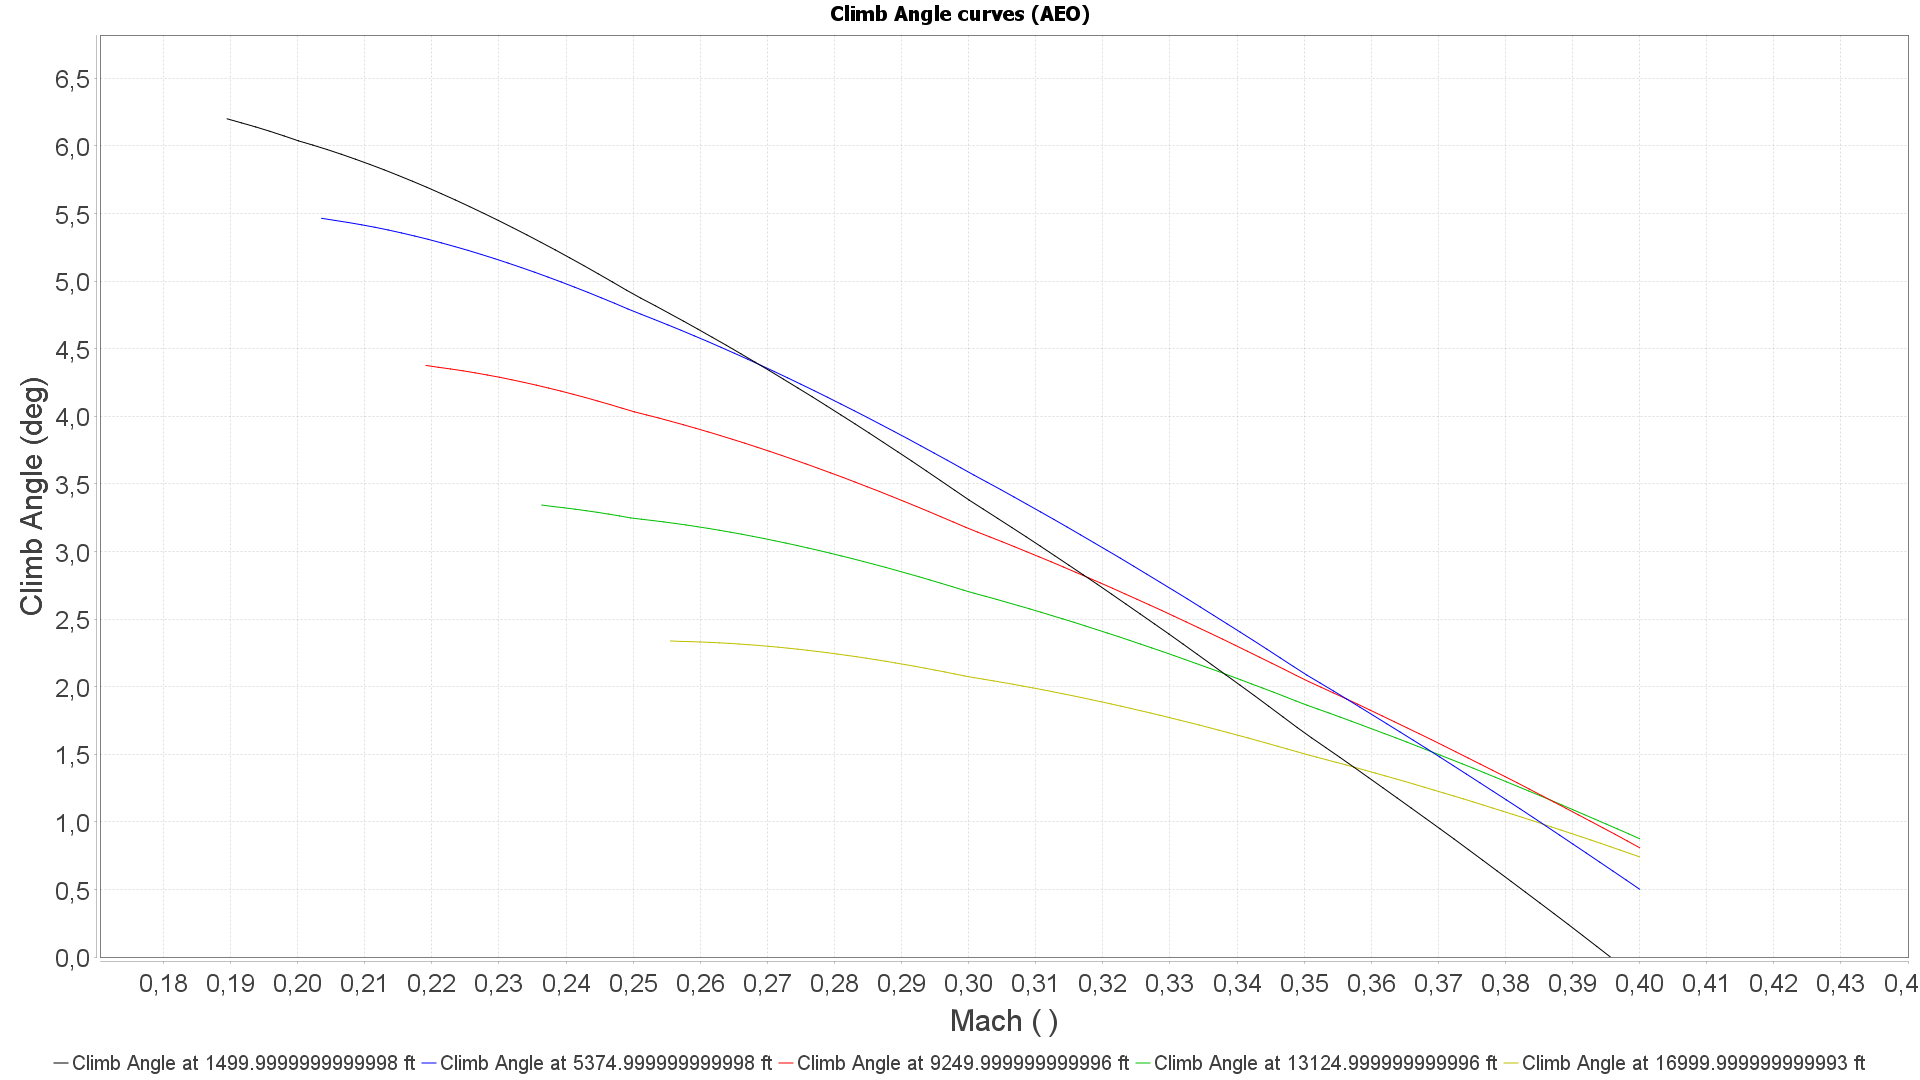 Climb Angle curves (AEO)
6,5
6,0
5,5
5,0
4,5
4,0
3,5
3,0
2,5
2,0
1,5
1,0
0,5
0,0
Climb Angle (deg)
0,18 0,19 0,20 0,21 0,22 0,23 0,24 0,25 0,26 0,27 0,28 0,29 0,30 0,31 0,32 0,33 0,34 0,35 0,36 0,37 0,38 0,39 0,40 0,41 0,42 0,43 0,4
Mach ( )
Climb Angle at 1499.9999999999998 ft Climb Angle at 5374.999999999998 ft Climb Angle at 9249.999999999996 ft Climb Angle at 13124.999999999996 ft Climb Angle at 16999.999999999993 ft